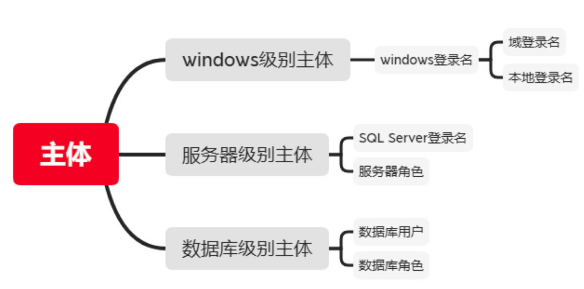 主体
windows级别主体
windows登录名
域登录名
本地登录名
服务器级别主体
SQL Server登录名
服务器角色
数据库级别主体
数据库用户
数据库角色